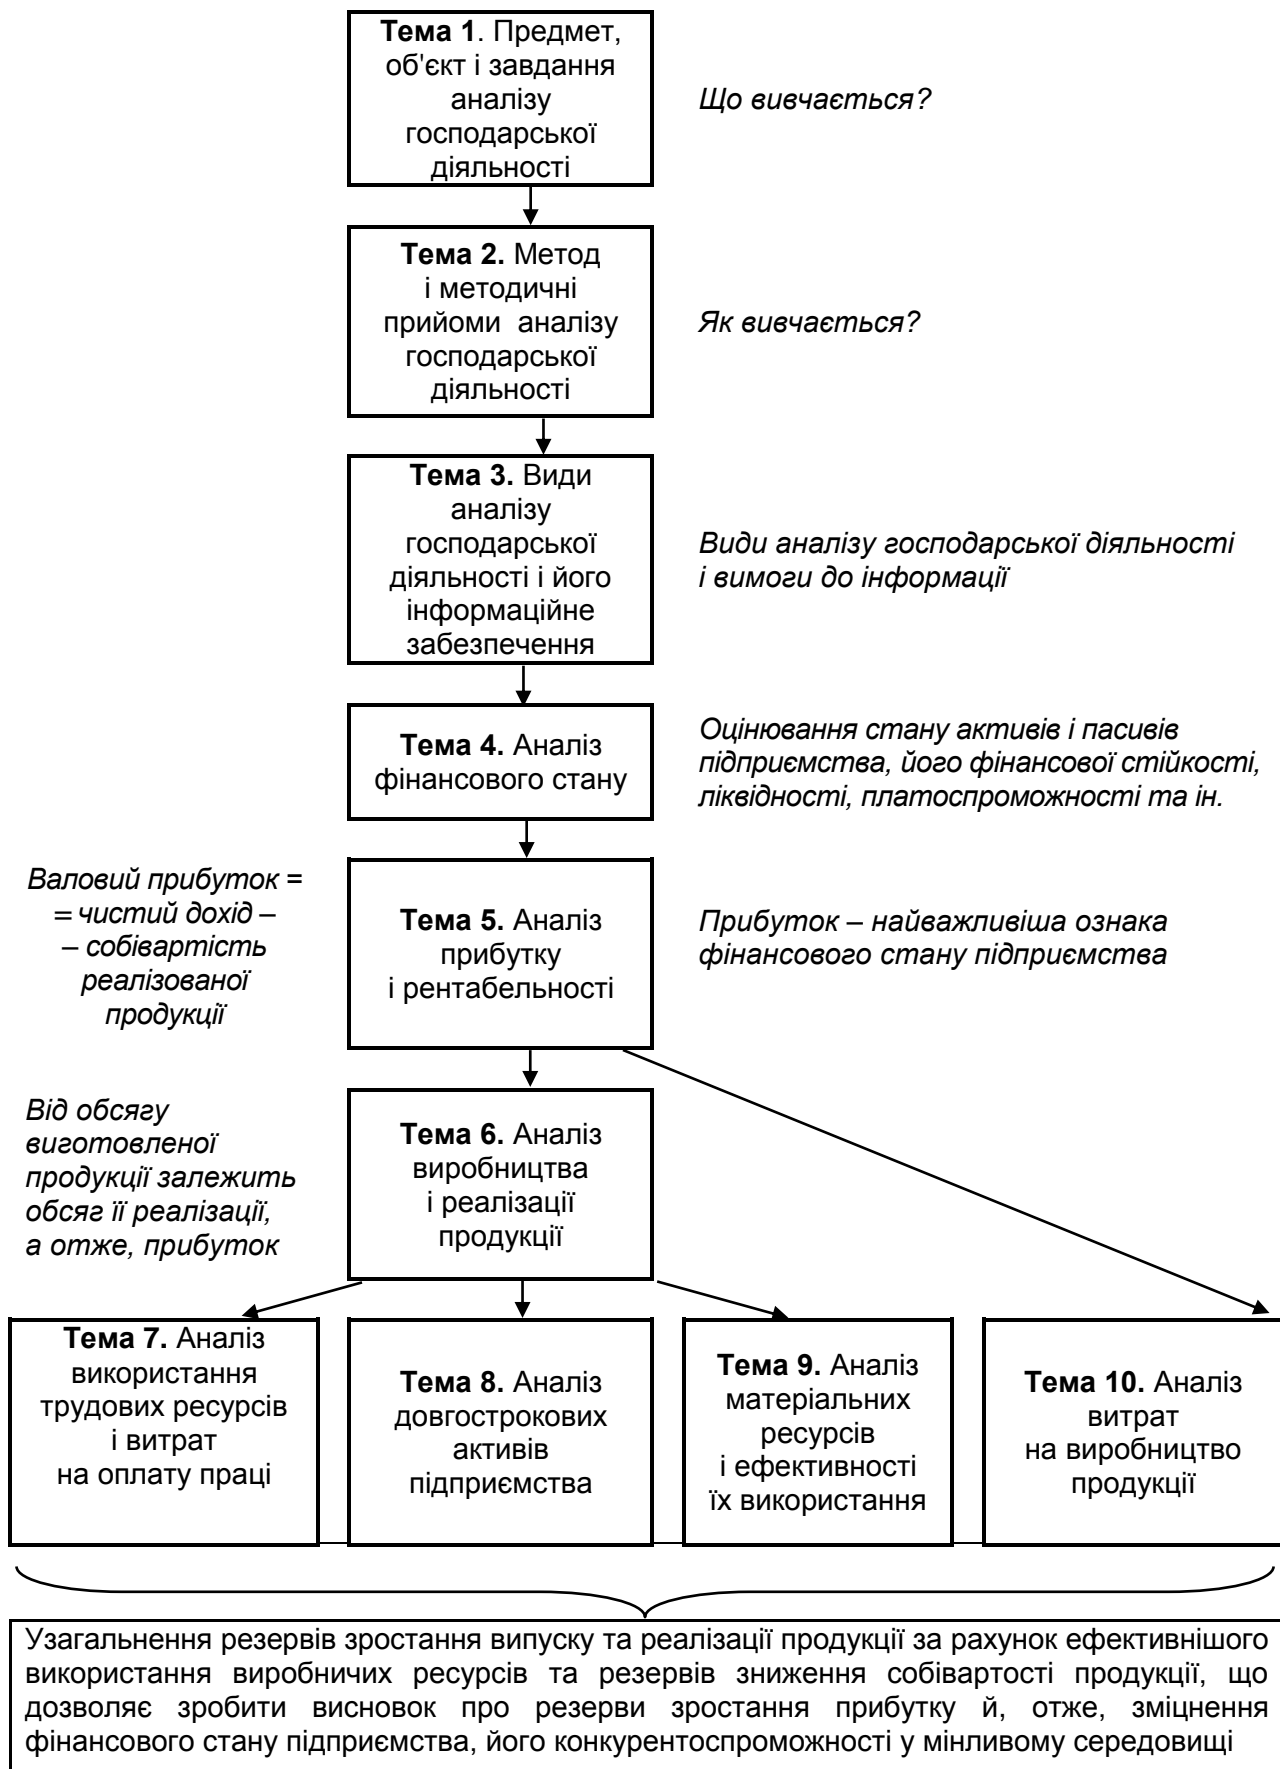 Тема 1. Предмет,
об'єкт і завдання
аналізу
господарської
діяльності
Що вивчається?
Тема 2. Метод
і методичні
прийоми аналізу
господарської
діяльності
Як вивчається?
Тема 3. Види
аналізу
господарської
діяльності і його
інформаційне
забезпечення
Види аналізу господарської діяльності
і вимоги до інформації
Тема 4. Аналіз
фінансового стану
Оцінювання стану активів і пасивів
підприємства, його фінансової стійкості,
ліквідності, платоспроможності та ін.
Валовий прибуток =
= чистий дохід –
– собівартість
реалізованої
продукції
Тема 5. Аналіз
прибутку
і рентабельності
Прибуток – найважливіша ознака
фінансового стану підприємства
Від обсягу
виготовленої
продукції залежить
обсяг її реалізації,
а отже, прибуток
Тема 6. Аналіз
виробництва
і реалізації
продукції
Тема 7. Аналіз
використання
трудових ресурсів
і витрат
на оплату праці
Тема 8. Аналіз
довгострокових
активів
підприємства
Тема 9. Аналіз
матеріальних
ресурсів
і ефективності
їх використання
Тема 10. Аналіз
витрат
на виробництво
продукції
Узагальнення резервів зростання випуску та реалізації продукції за рахунок ефективнішого
використання виробничих ресурсів та резервів зниження собівартості продукції, що
дозволяє зробити висновок про резерви зростання прибутку й, отже, зміцнення
фінансового стану підприємства, його конкурентоспроможності у мінливому середовищі